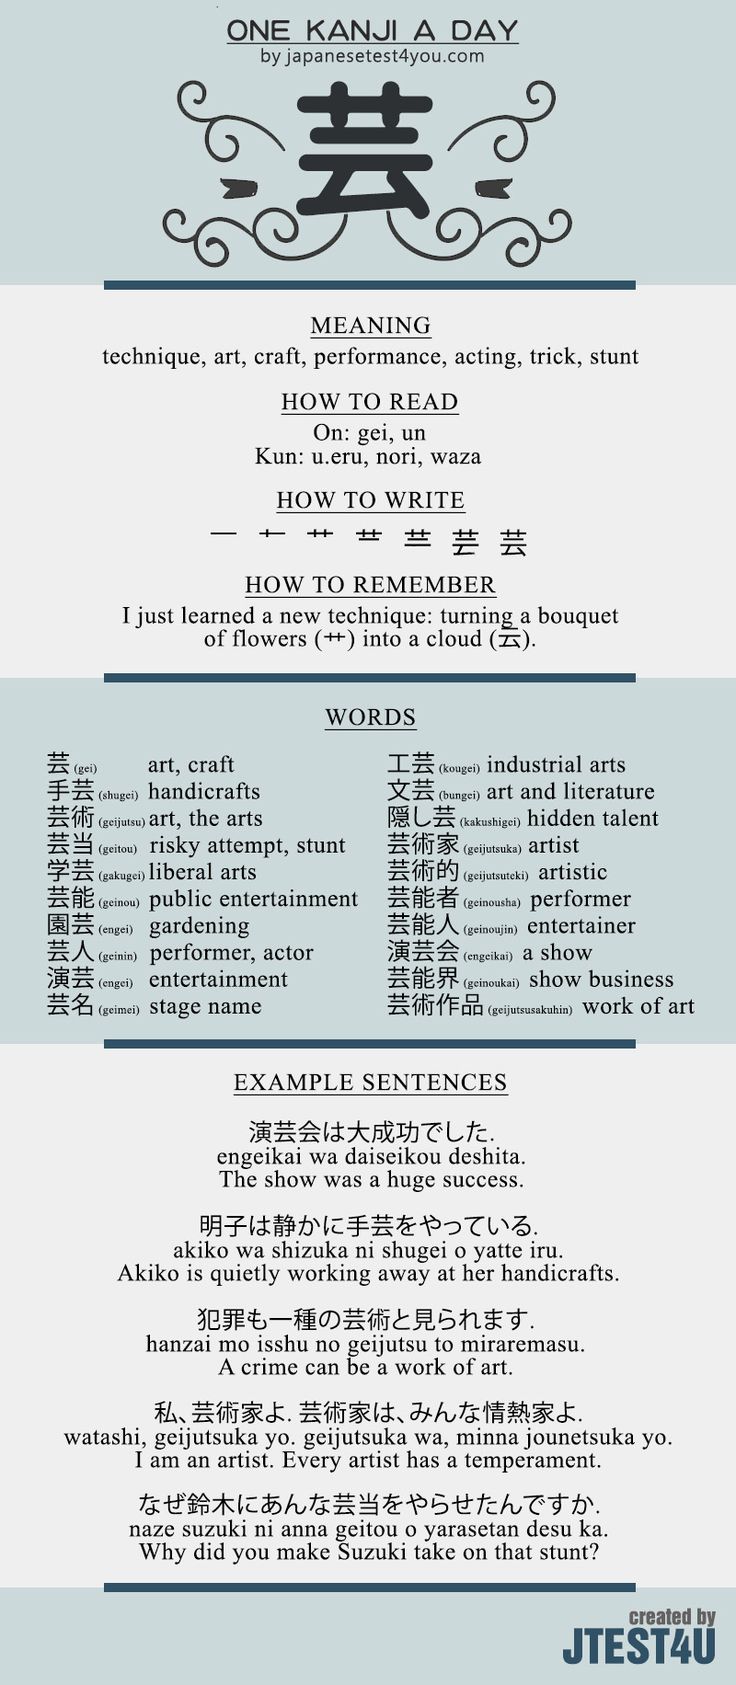 ONE KANJI A DAY
by japanesetest4you.com
芸
MEANING
technique, art, craft, performance, acting, trick, stunt
HOW TO READ
On: gei, un
Kun: u.eru, nori, waza
HOW TO WRITE
芸
HOW TO REMEMBER
I just learned a new technique: turning a bouquet
of flowers (艹) into a cloud (云).
WORDS
芸 (gei) art, craft
手芸 (shugei) handicrafts
芸術 (geijutsu) art, the arts
芸当 (geitou) risky attempt, stunt
学芸 (gakugei) liberal arts
芸能 (geinou) public entertainment
園芸 (engei) gardening
芸人 (geinin) performer, actor
演芸 (engei) entertainment
芸名 (geimei) stage name
工芸 (kougei) industrial arts
文芸 (bungei) art and literature
隠し芸 (kakushigei) hidden talent
芸術家 (geijutsuka) artist
芸術的 (geijutsuteki) artistic
芸能者 (geinousha) performer
芸能人 (geinoujin) entertainer
演芸会 (engeikai) a show
芸能界 (geinoukai) show business
芸術作品 (geijutsusakuhin) work of art
EXAMPLE SENTENCES
演芸会は大成功でした.
engeikai wa daiseikou deshita.
The show was a huge success.
明子は静かに手芸をやっている.
akiko wa shizuka ni shugei o yatte iru.
Akiko is quietly working away at her handicrafts.
犯罪も一種の芸術と見られます.
hanzai mo isshu no geijutsu to miraremasu.
A crime can be a work of art.
私、芸術家よ. 芸術家は、みんな情熱家よ.
watashi, geijutsuka yo. geijutsuka wa, minna jounetsuka yo.
I am an artist. Every artist has a temperament.
なぜ鈴木にあんな芸当をやらせたんですか.
naze suzuki ni anna geitou o yarasetan desu ka.
Why did you make Suzuki take on that stunt?
created by
JTEST4U